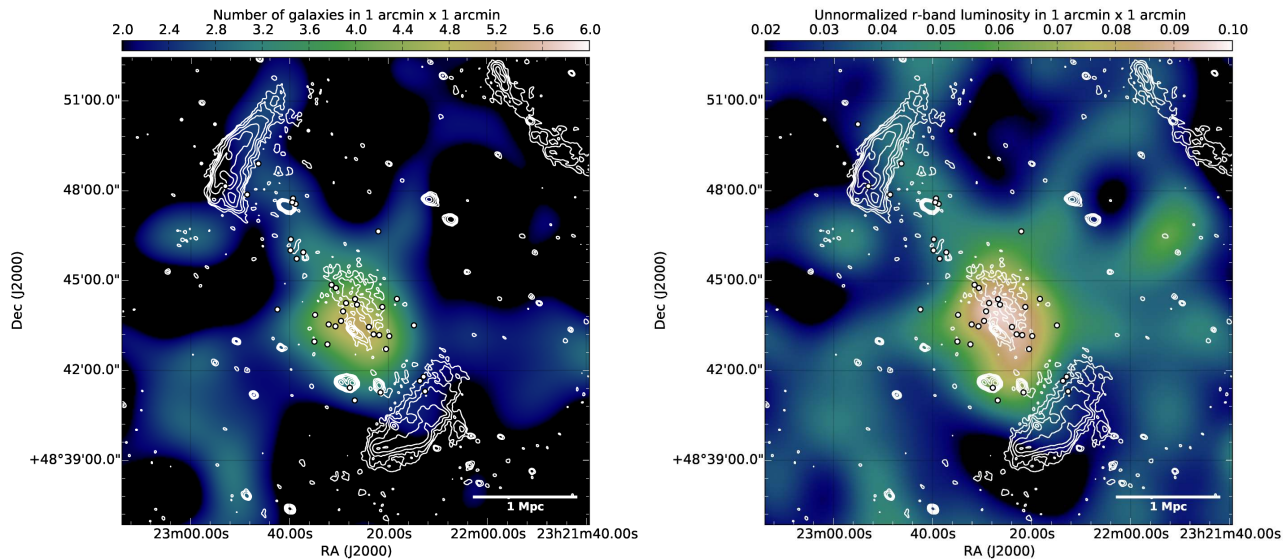 Number of galaxies in 1 arcmin x 1 arcmin
2.0 2.4 2.8 3.2 3.6 4.0 4.4 4.8 5.2 5.6 6.0
51'00.0"
48'00.0"
45'00.0"
42'00.0"
+48°39'00.0"
Dec (J2000)
1 Mpc
23m00.00s 40.00s 20.00s 22m00.00s 23h21m40.00s
RA (J2000)
Unnormalized r-band luminosity in 1 arcmin x 1 arcmin
0.02 0.03 0.04 0.05 0.06 0.07 0.08 0.09 0.10
51'00.0"
48'00.0"
45'00.0"
42'00.0"
+48°39'00.0"
Dec (J2000)
1 Mpc
23m00.00s 40.00s 20.00s 22m00.00s 23h21m40.00s
RA (J2000)